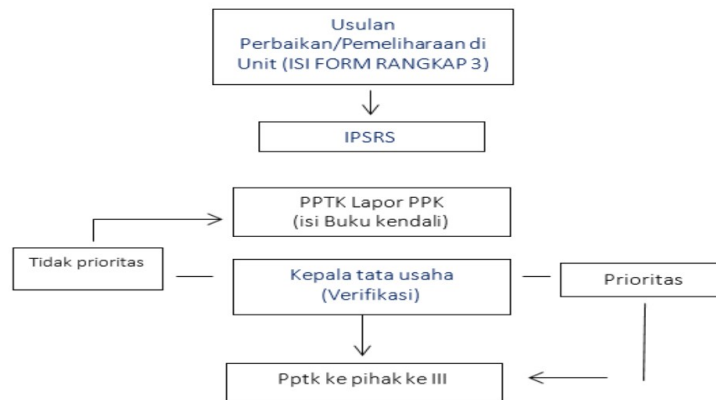 Usulan
Perbaikan/Pemeliharaan di
Unit (ISI FORM RANGKAP 3)
IPSRS
PPTK Lapor PPK
(isi Buku kendali)
Tidak prioritas
Kepala tata usaha
(Verifikasi)
Prioritas
Pptk ke pihak ke III